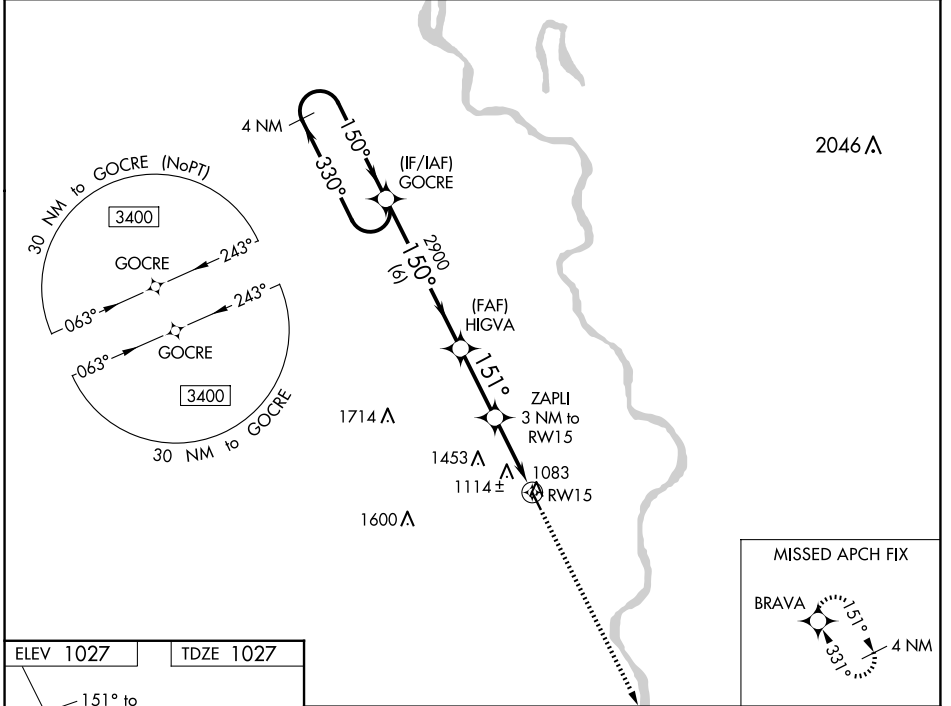 4 NM
150°
330°
(IF/IAF)
GOCRE
2046
30 NM to GOCRE (NoPT)
3400
GOCRE
243°
063°
243°
063°
GOCRE
3400
30 NM to GOCRE
2900
150°
(6)
(FAF)
HIGVA
151°
ZAPLI
3 NM to
RW15
1714
1453
1114 ±
1083
RW15
1600
MISSED APCH FIX
BRAVA
151°
331°
4 NM
ELEV 1027
TDZE 1027
151° to